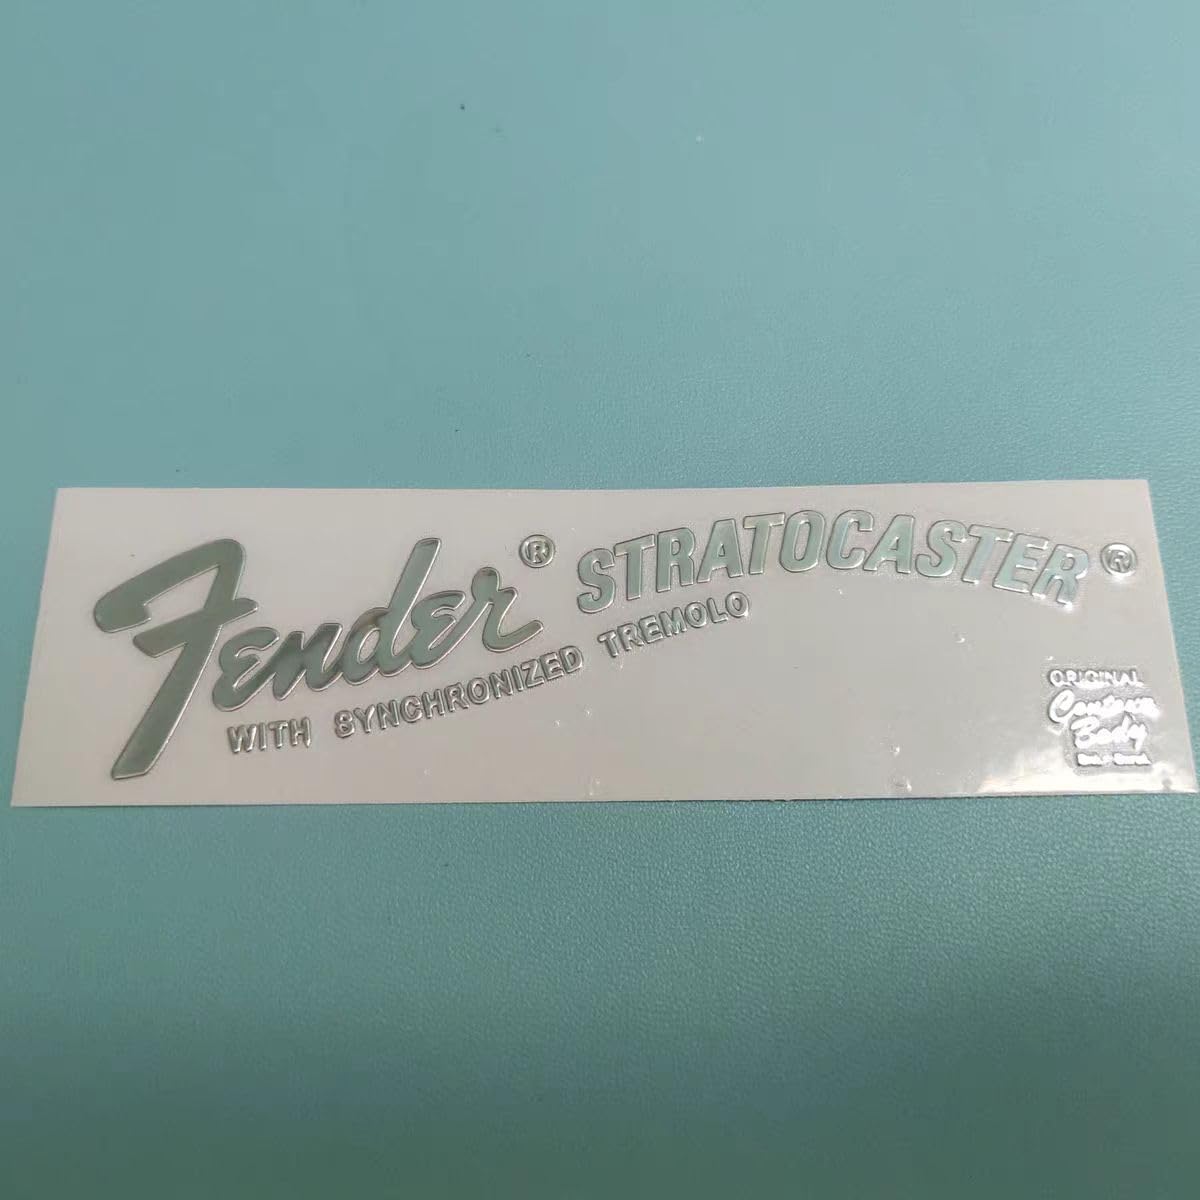 Fender® STRATOCASTER®
WITH SYNCHRONIZED TREMOLO
ORIGINAL
Contour
Body